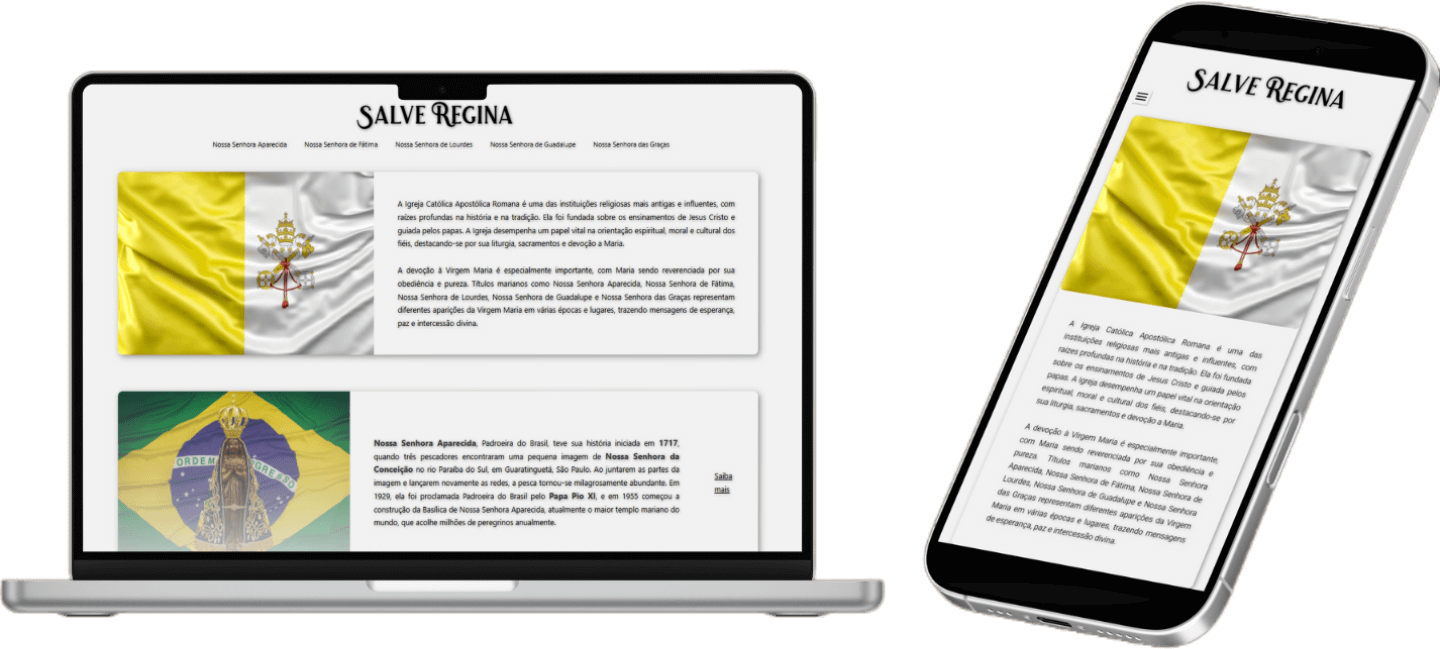 SALVE REGINA
Nossa Senhora Aparecida Nossa Senhora de Fátima Nossa Senhora de Lourdes Nossa Senhora de Guadalupe Nossa Senhora das Graças
A Igreja Católica Apostólica Romana é uma das instituições religiosas mais antigas e influentes, com
raízes profundas na história e na tradição. Ela foi fundada sobre os ensinamentos de Jesus Cristo e
guiada pelos papas. A Igreja desempenha um papel vital na orientação espiritual, moral e cultural dos
fiéis, destacando-se por sua liturgia, sacramentos e devoção a Maria.
A devoção à Virgem Maria é especialmente importante, com Maria sendo reverenciada por sua
obediência e pureza. Títulos marianos como Nossa Senhora Aparecida, Nossa Senhora de Fátima,
Nossa Senhora de Lourdes, Nossa Senhora de Guadalupe e Nossa Senhora das Graças representam
diferentes aparições da Virgem Maria em várias épocas e lugares, trazendo mensagens de esperança,
paz e intercessão divina.
ORDEM
Nossa Senhora Aparecida, Padroeira do Brasil, teve sua história iniciada em 1717,
quando três pescadores encontraram uma pequena imagem de Nossa Senhora da
Conceição no rio Paraíba do Sul, em Guaratinguetá, São Paulo. Ao juntarem as partes da
imagem e lançarem novamente as redes, a pesca tornou-se milagrosamente abundante. Em
1929, ela foi proclamada Padroeira do Brasil pelo Papa Pio XI, e em 1955 começou a
construção da Basílica de Nossa Senhora Aparecida, atualmente o maior templo mariano do
mundo, que acolhe milhões de peregrinos anualmente.
Saiba
mais
SALVE REGINA
A Igreja Católica Apostólica Romana é uma das
instituições religiosas mais antigas e influentes, com
raízes profundas na história e na tradição. Ela foi fundada
sobre os ensinamentos de Jesus Cristo e guiada pelos
papas. A Igreja desempenha um papel vital na orientação
espiritual, moral e cultural dos fiéis, destacando-se por
sua liturgia, sacramentos e devoção a Maria.
A devoção à Virgem Maria é especialmente importante,
com Maria sendo reverenciada por sua obediência e
pureza. Títulos marianos como Nossa Senhora
Aparecida, Nossa Senhora de Fátima, Nossa Senhora de
Lourdes, Nossa Senhora de Guadalupe e Nossa Senhora
das Graças representam diferentes aparições da Virgem
Maria em várias épocas e lugares, trazendo mensagens
de esperança, paz e intercessão divina.